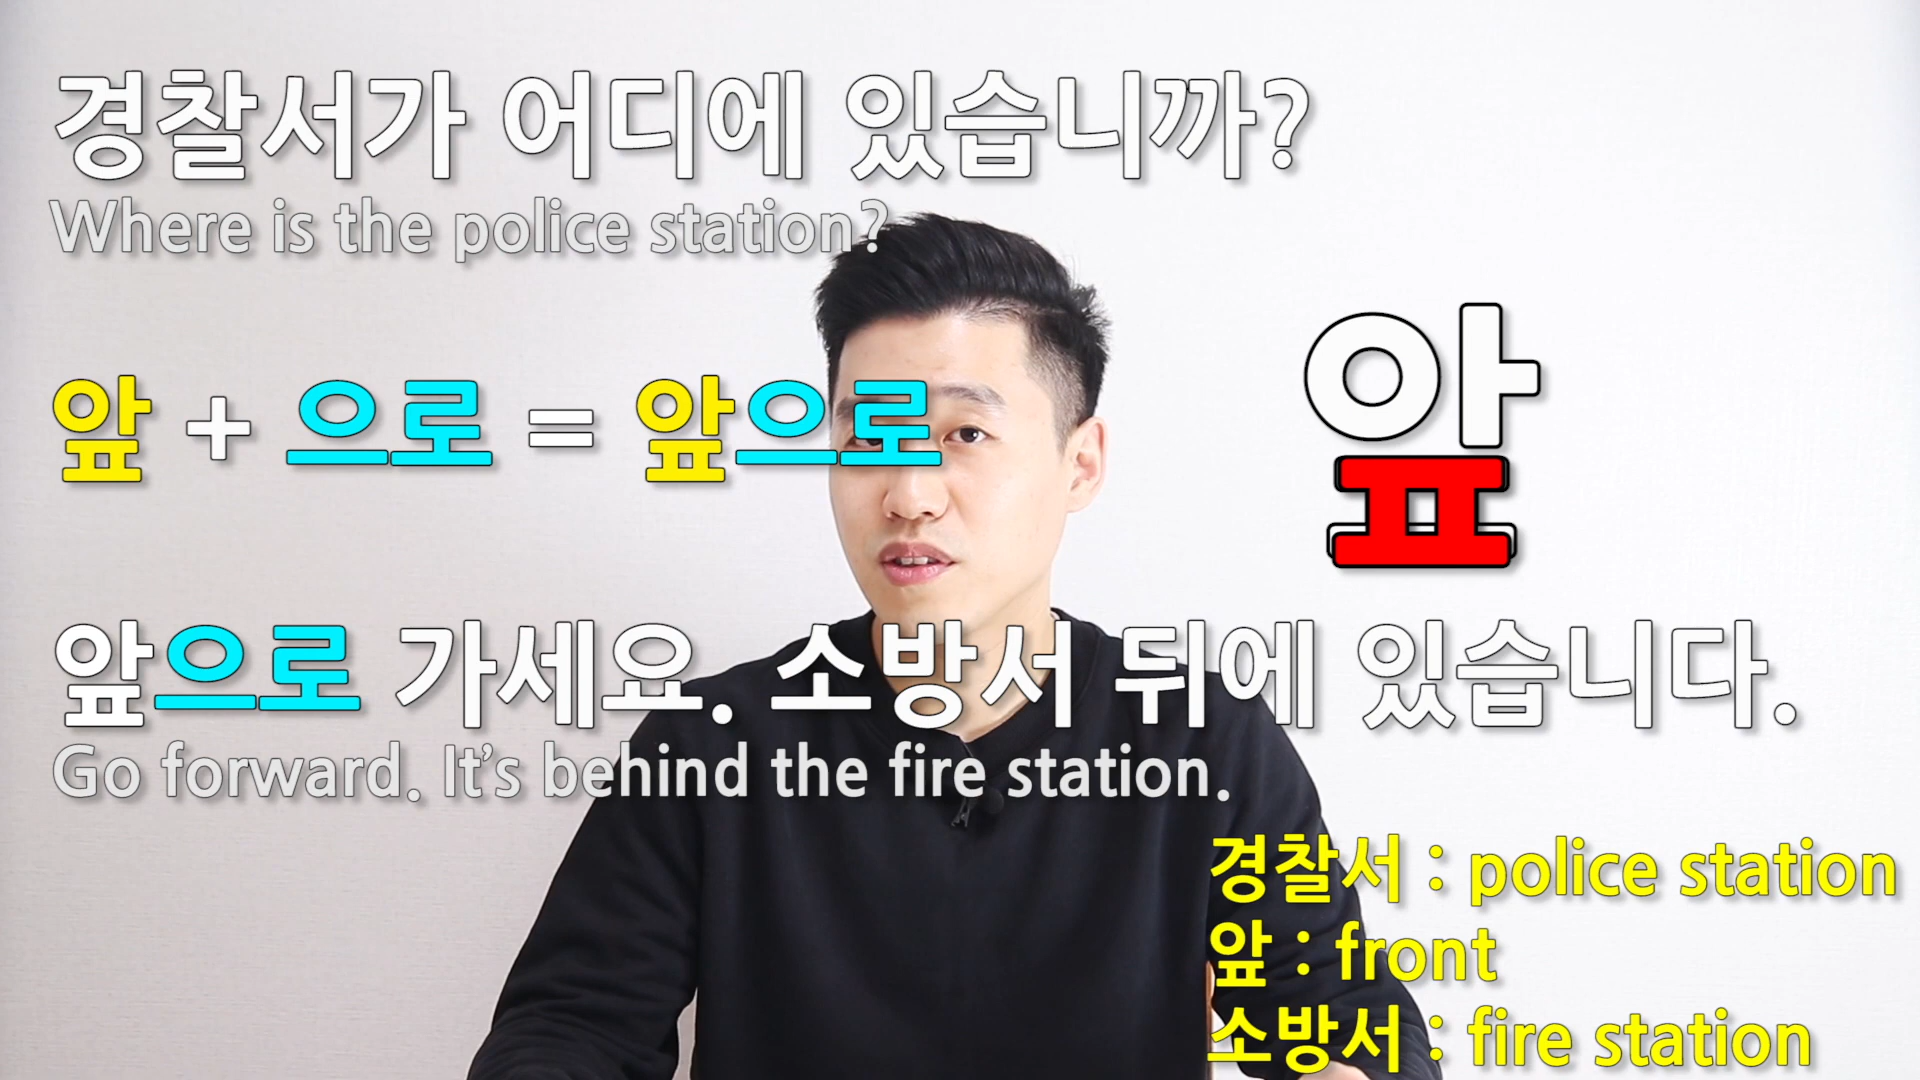 경찰서가 어디에 있습니까?
Where is the police station?
앞 + 으로 = 앞으로
앞
앞으로 가세요. 소방서 뒤에 있습니다.
Go forward. It's behind the fire station.
경찰서 : police station
앞 : front
소방서 : fire station